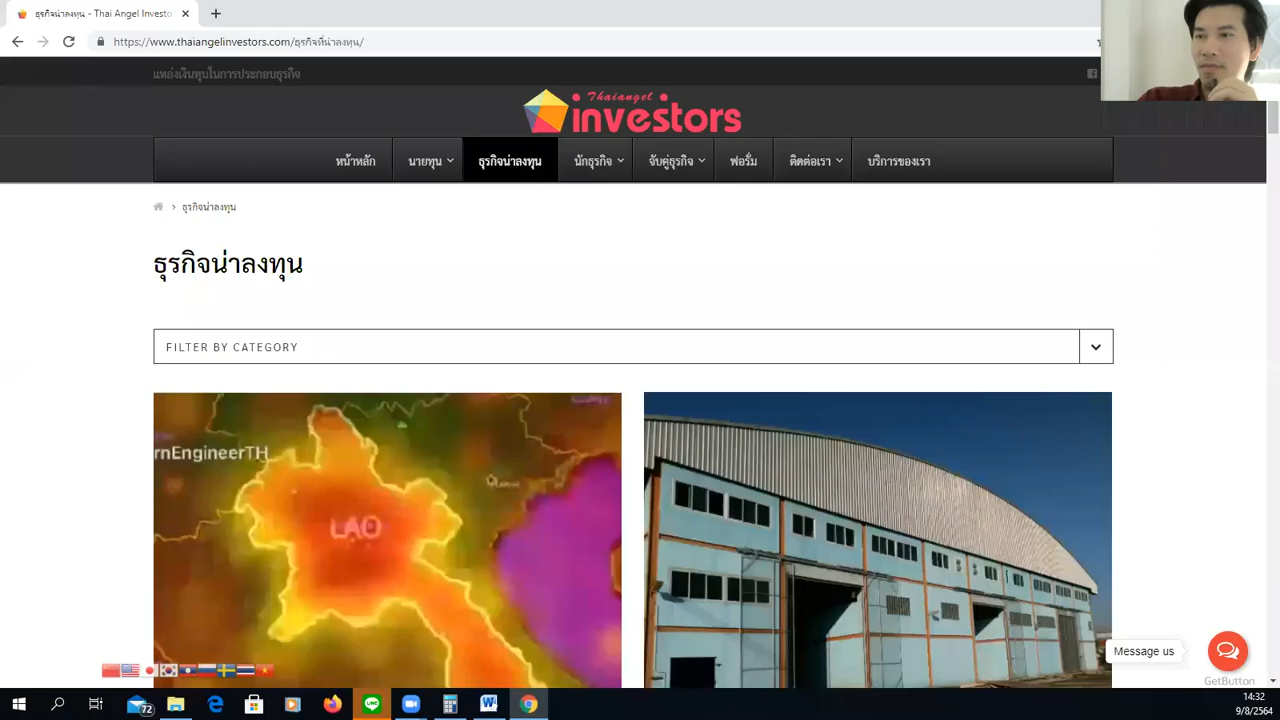 ธุรกิจน่าลงทุน - Thai Angel Investo
https://www.thaiangelinvestors.com/ธุรกิจที่น่าลงทุน/
แหล่งเงินทุนในการประกอบธุรกิจ
Thaiangel
investors
หน้าหลัก นายทุน ธุรกิจน่าลงทุน นักธุรกิจ จับคู่ธุรกิจ ฟอรั่ม ติดต่อเรา บริการของเรา
ธุรกิจน่าลงทุน
ธุรกิจน่าลงทุน
FILTER BY CATEGORY
rnEngineerTH
LAO
Message us
GetButton
72
14:32
9/8/2564